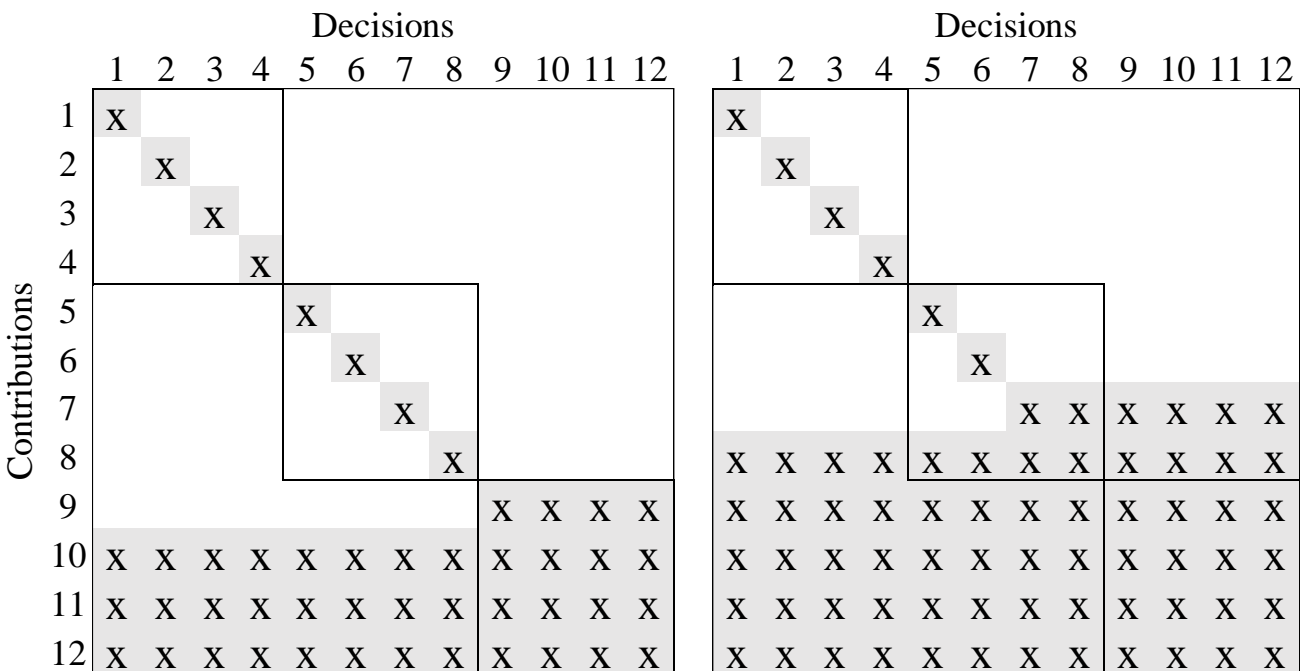 Decisions Decisions
1 2 3 4 5 6 7 8 9 10 11 12 1 2 3 4 5 6 7 8 9 10 11 12
Contributions
1 x x
2 x x
3 x x
4 x x
5 x x
6 x x
7 x x x x x x x
8 x x x x x x x x x x x x x
9 x x x x x x x x x x x x x x x x
10 x x x x x x x x x x x x x x x x x x x x x x x x
11 x x x x x x x x x x x x x x x x x x x x x x x x
12 x x x x x x x x x x x x x x x x x x x x x x x x